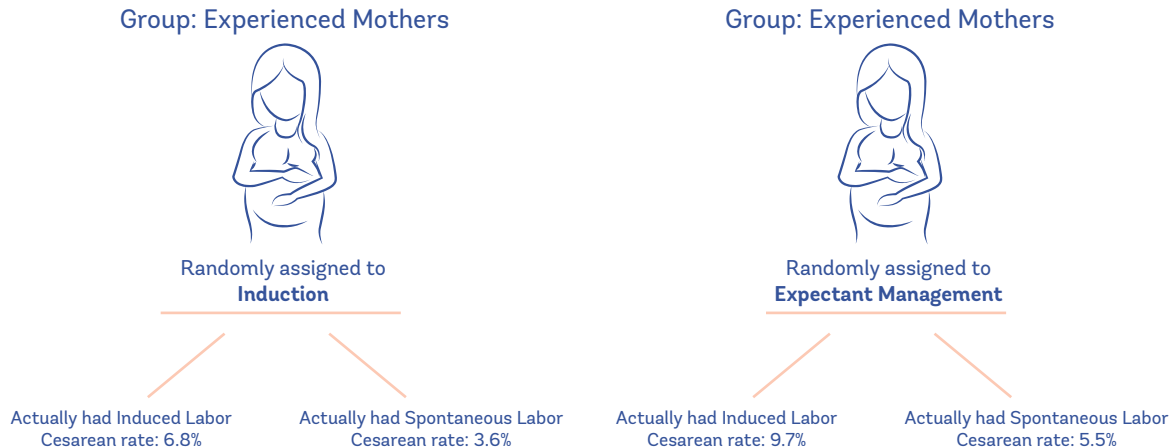 Group: Experienced Mothers
Randomly assigned to
Induction
Actually had Induced Labor
Cesarean rate: 6.8%
Actually had Spontaneous Labor
Cesarean rate: 3.6%
Group: Experienced Mothers
Randomly assigned to
Expectant Management
Actually had Induced Labor
Cesarean rate: 9.7%
Actually had Spontaneous Labor
Cesarean rate: 5.5%